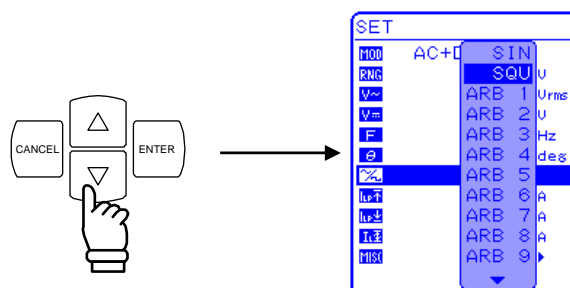 CANCEL
ENTER
SET
MOD AC+D SIN
RNG SQU V
V~ ARB 1 Vrms
V⎓ ARB 2 V
F ARB 3 Hz
θ ARB 4 deg
ARB 5
ARB 6 A
ARB 7 A
ARB 8 A
MISC ARB 9